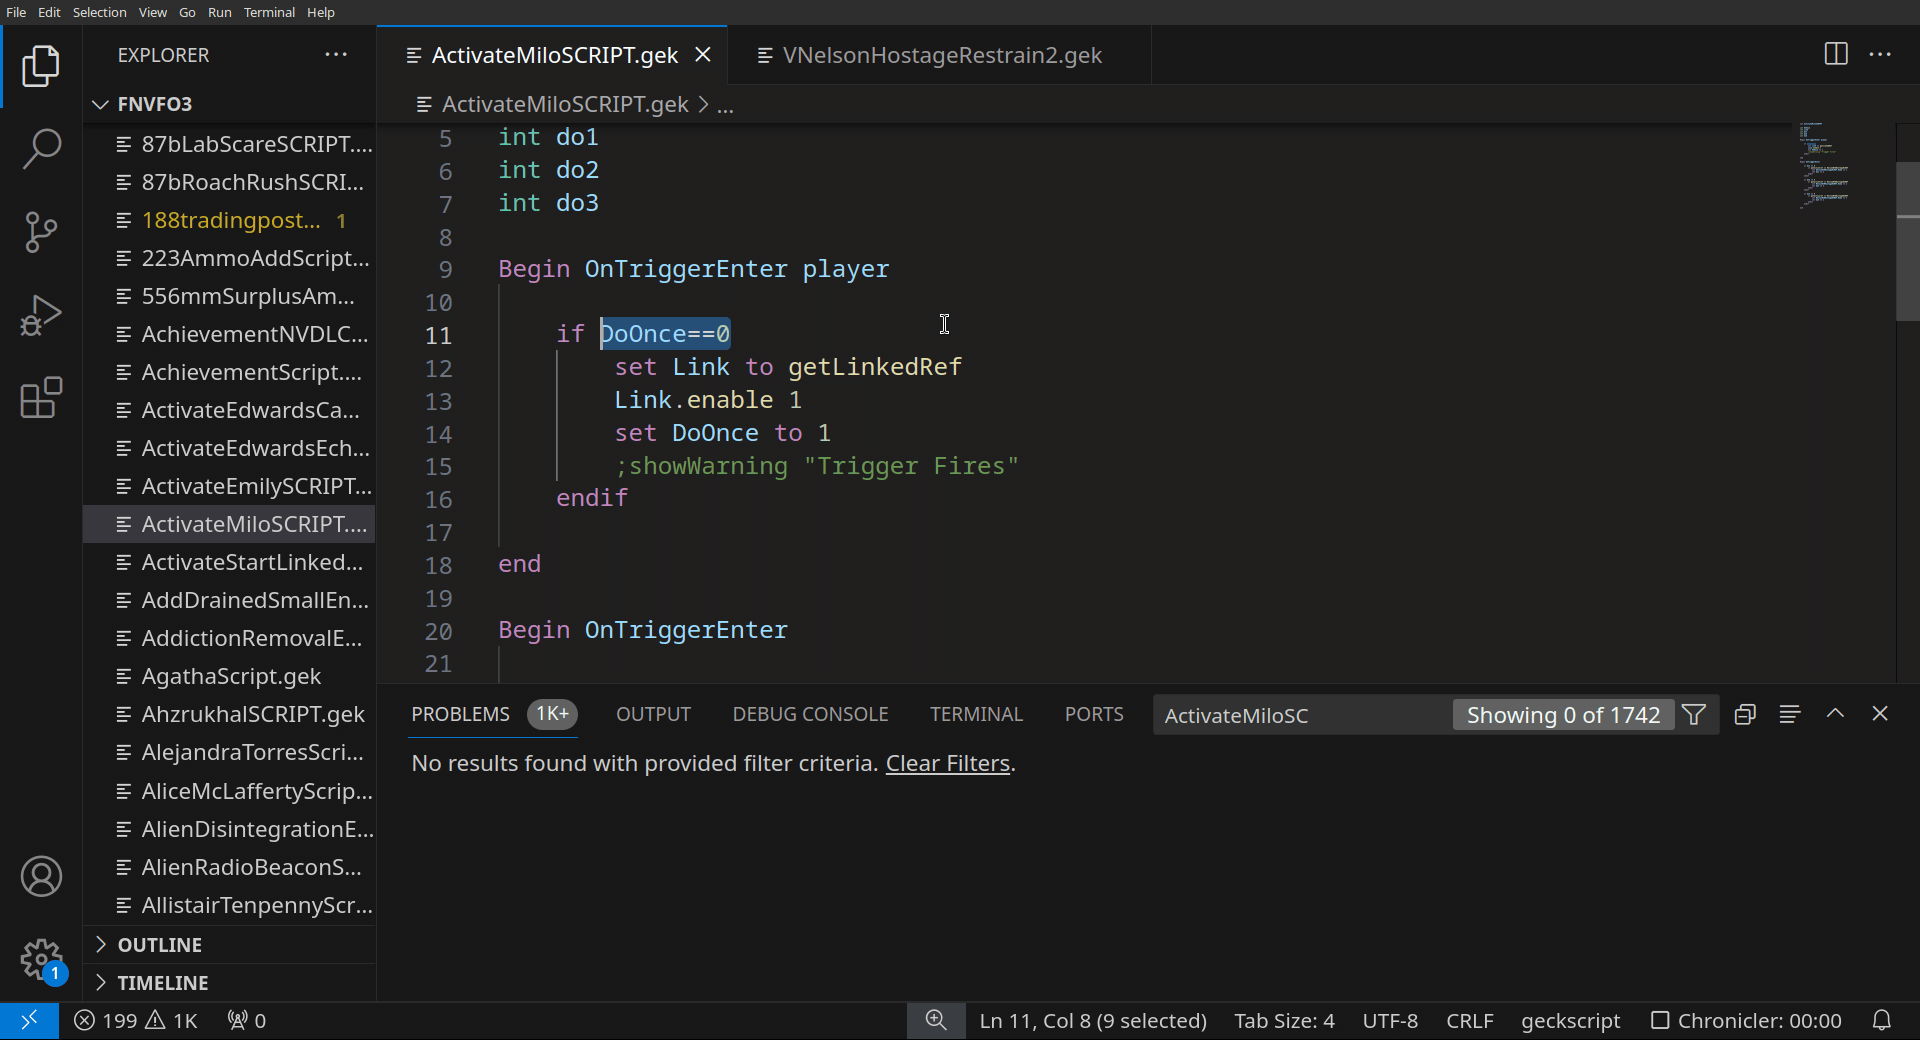 File Edit Selection View Go Run Terminal Help
EXPLORER
FNVFO3
87bLabScareSCRIPT....
87bRoachRushSCRI...
188tradingpost... 1
223AmmoAddScript...
556mmSurplusAm...
AchievementNVDLC...
AchievementScript....
ActivateEdwardsCa...
ActivateEdwardsEch...
ActivateEmilySCRIPT...
ActivateMiloSCRIPT....
ActivateStartLinked...
AddDrainedSmallEn...
AddictionRemovalE...
AgathaScript.gek
AhzrukhalSCRIPT.gek
AlejandraTorresScri...
AliceMcLaffertyScrip...
AlienDisintegrationE...
AlienRadioBeaconS...
AllistairTenpennyScr...
OUTLINE
TIMELINE
1
ActivateMiloSCRIPT.gek VNelsonHostageRestrain2.gek
ActivateMiloSCRIPT.gek > ...
5 int do1
6 int do2
7 int do3
8
9 Begin OnTriggerEnter player
10
11 if DoOnce==0
12 set Link to getLinkedRef
13 Link.enable 1
14 set DoOnce to 1
15 ;showWarning "Trigger Fires"
16 endif
17
18 end
19
20 Begin OnTriggerEnter
21
PROBLEMS 1K+ OUTPUT DEBUG CONSOLE TERMINAL PORTS ActivateMiloSC Showing 0 of 1742
No results found with provided filter criteria. Clear Filters.
199 1K 0 Ln 11, Col 8 (9 selected) Tab Size: 4 UTF-8 CRLF geckscript Chronicler: 00:00